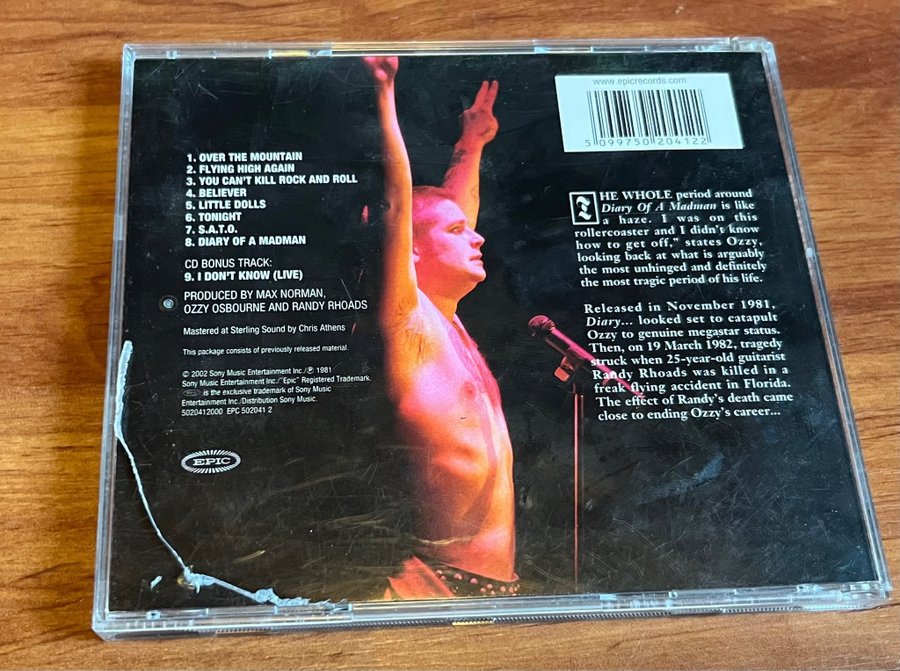 www.epicrecords.com
5 099750 204122
1. OVER THE MOUNTAIN
2. FLYING HIGH AGAIN
3. YOU CAN'T KILL ROCK AND ROLL
4. BELIEVER
5. LITTLE DOLLS
6. TONIGHT
7. S.A.T.O.
8. DIARY OF A MADMAN
CD BONUS TRACK:
9. I DON'T KNOW (LIVE)
PRODUCED BY MAX NORMAN,
OZZY OSBOURNE AND RANDY RHOADS
Mastered at Sterling Sound by Chris Athens
This package consists of previously released material.
© 2002 Sony Music Entertainment Inc./℗ 1981
Sony Music Entertainment Inc./"Epic" Registered Trademark.
is the exclusive trademark of Sony Music
Entertainment Inc./Distribution Sony Music.
5020412000 EPC 502041 2
EPIC
THE WHOLE period around
Diary Of A Madman is like
a haze. I was on this
rollercoaster and I didn't know
how to get off," states Ozzy,
looking back at what is arguably
the most unhinged and definitely
the most tragic period of his life.
Released in November 1981,
Diary... looked set to catapult
Ozzy to genuine megastar status.
Then, on 19 March 1982, tragedy
struck when 25-year-old guitarist
Randy Rhoads was killed in a
freak flying accident in Florida.
The effect of Randy's death came
close to ending Ozzy's career...